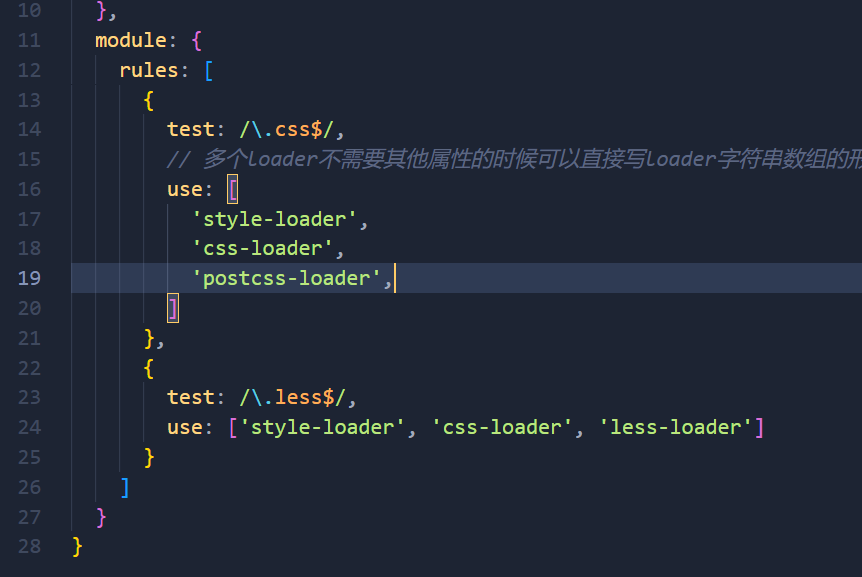 10 },
11 module: {
12 rules: [
13 {
14 test: /\.css$/,
15 // 多个loader不需要其他属性的时候可以直接写loader字符串数组的形
16 use: [
17 'style-loader',
18 'css-loader',
19 'postcss-loader',
20 ]
21 },
22 {
23 test: /\.less$/,
24 use: ['style-loader', 'css-loader', 'less-loader']
25 }
26 ]
27 }
28 }